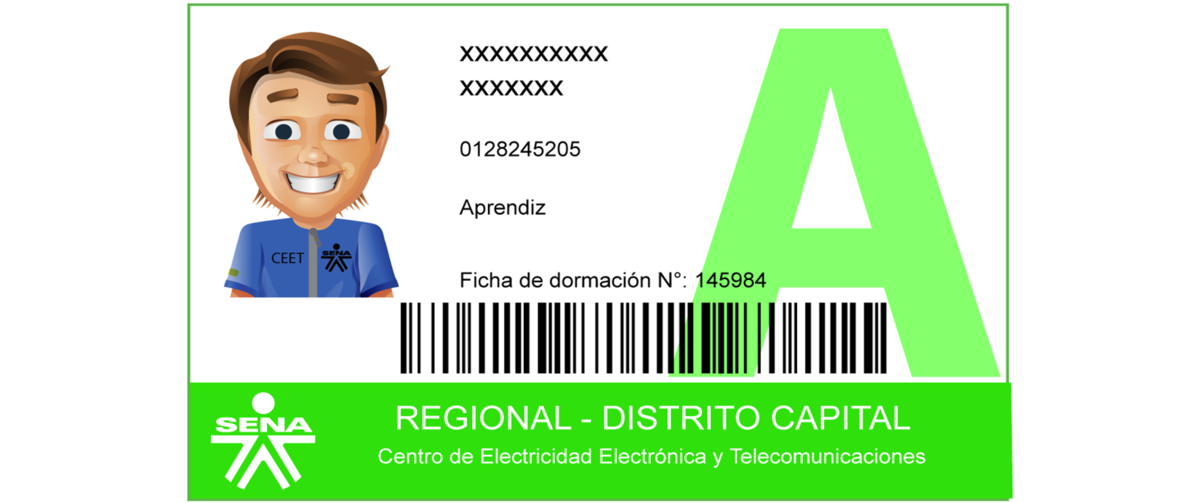 XXXXXXXXXX
XXXXXXX
0128245205
Aprendiz
Ficha de dormación N°: 145984
A
CEET
SENA
SENA
REGIONAL - DISTRITO CAPITAL
Centro de Electricidad Electrónica y Telecomunicaciones